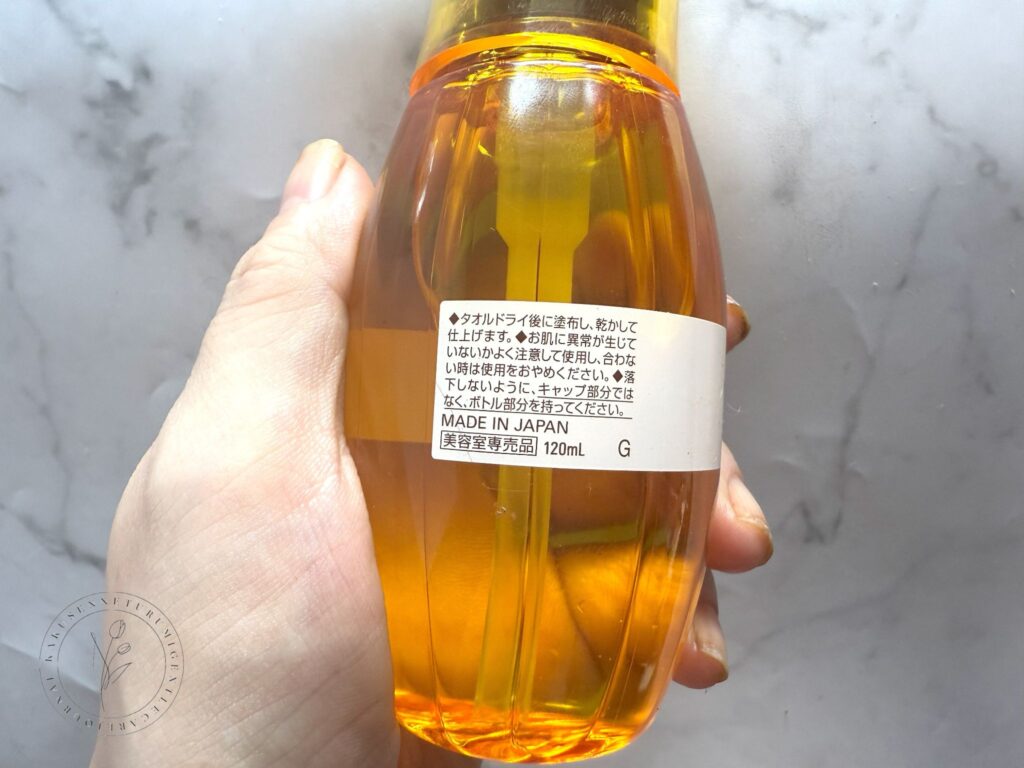 ◆タオルドライ後に塗布し、乾かして
仕上げます。◆お肌に異常が生じて
いないかよく注意して使用し、合わな
い時は使用をおやめください。◆落
下しないように、キャップ部分では
なく、ボトル部分を持ってください。
MADE IN JAPAN
美容室専売品 120mL G